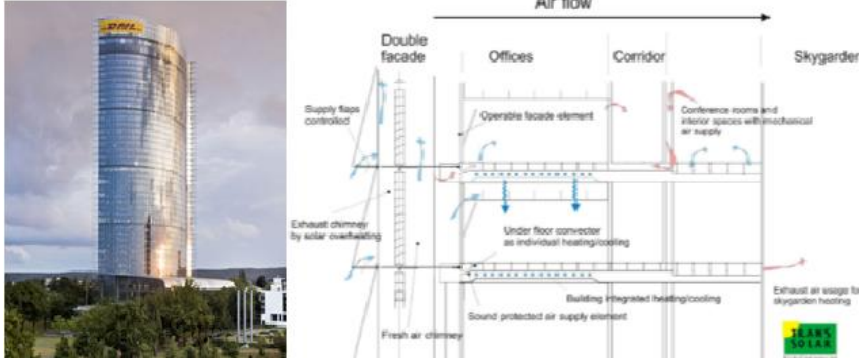 DHL
Air flow
Double
facade
Offices
Corridor
Skygarden
Supply flaps
controlled
Operable facade element
Conference-rooms and
interior spaces with mechanical
air supply
Exhaust chimney
by solar overheating
Under floor convector
as individual heating/cooling
Building integrated heating/cooling
Exhaust air usage for
skygarden heating
Sound protected air supply element
Fresh air chimney
TRANS
SOLAR